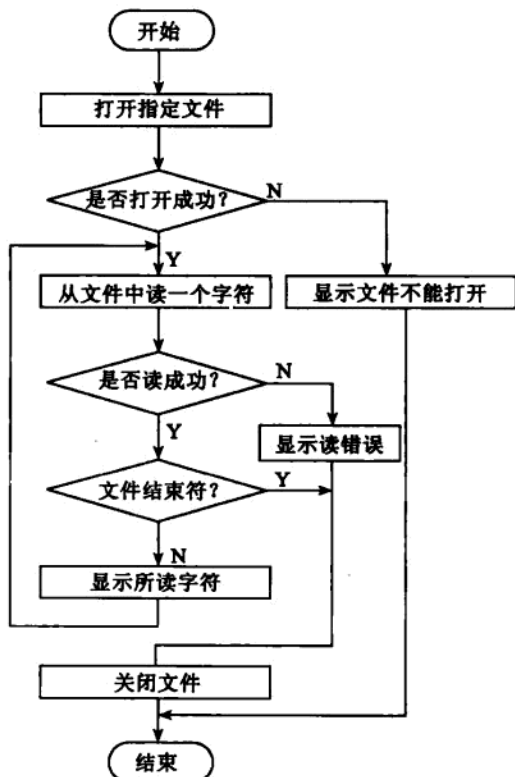 开始
打开指定文件
是否打开成功?
N
Y
从文件中读一个字符
显示文件不能打开
是否读成功?
N
Y
显示读错误
文件结束符?
Y
N
显示所读字符
关闭文件
结束